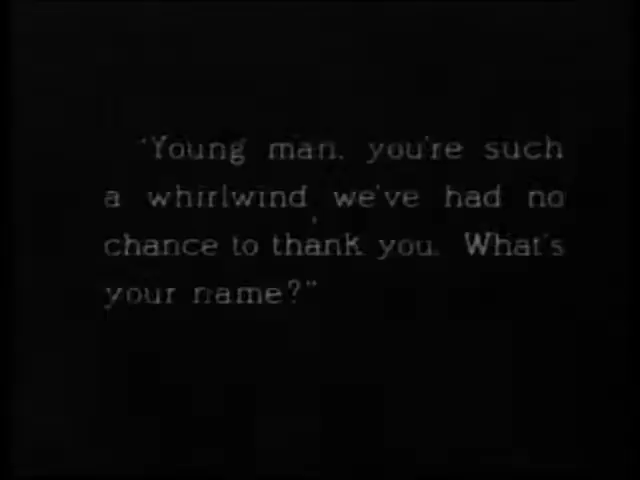 "Young man, you're such
a whirlwind we've had no
chance to thank you. What's
your name?"